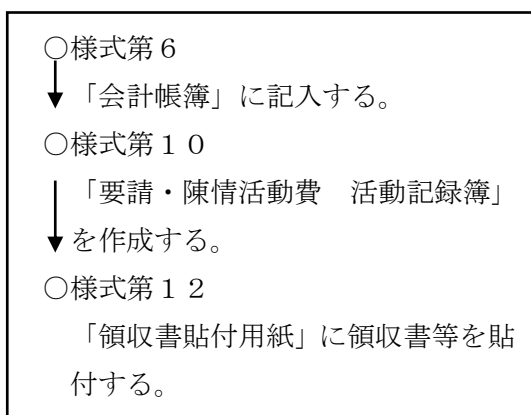 ○様式第６
「会計帳簿」に記入する。
○様式第１０
「要請・陳情活動費　活動記録簿」
を作成する。
○様式第１２
「領収書貼付用紙」に領収書等を貼
付する。